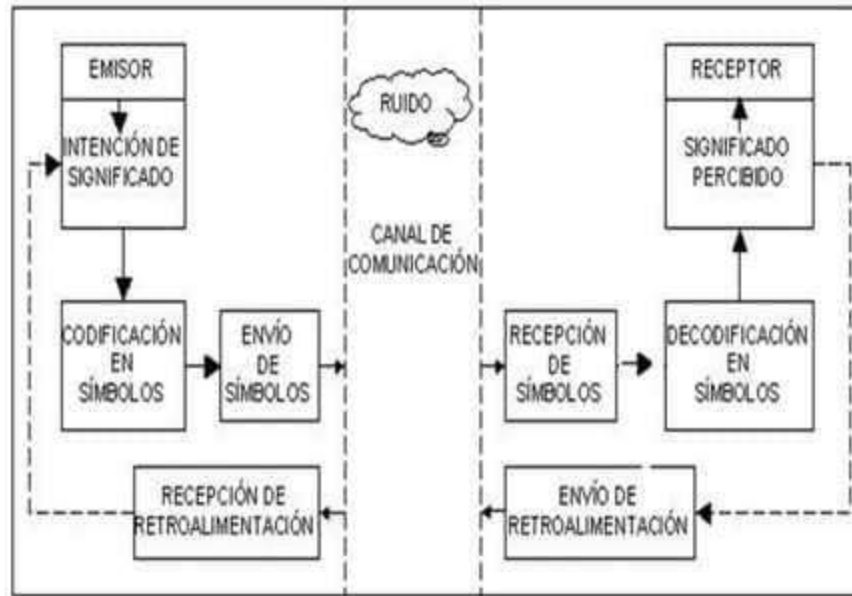 EMISOR
INTENCIÓN DE
SIGNIFICADO
CODIFICACIÓN
EN
SÍMBOLOS
ENVÍO
DE
SÍMBOLOS
RUIDO
CANAL DE
COMUNICACIÓN
RECEPCIÓN
DE
SÍMBOLOS
DECODIFICACIÓN
EN
SÍMBOLOS
RECEPTOR
SIGNIFICADO
PERCIBIDO
ENVÍO DE
RETROALIMENTACIÓN
RECEPCIÓN DE
RETROALIMENTACIÓN